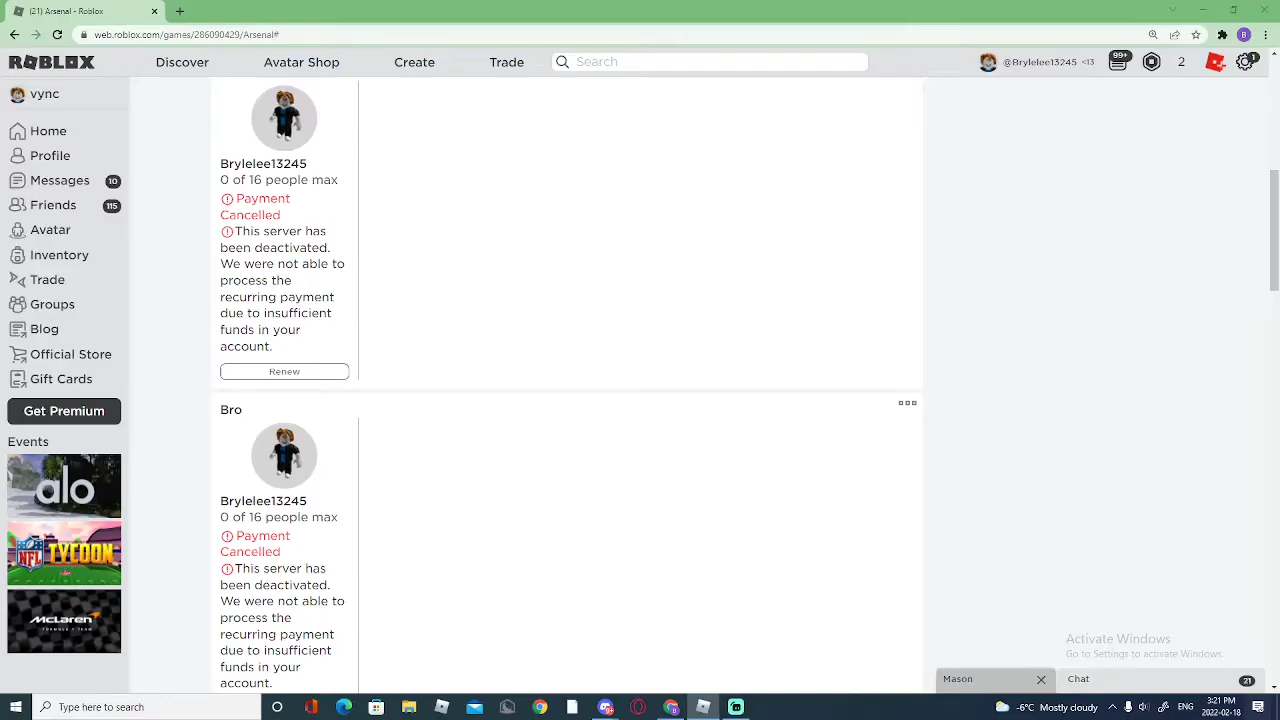 (21) Arsenal - Roblox
web.roblox.com/games/286090429/Arsenal#
B
ROBLOX
Discover
Avatar Shop
Create
Trade
Search
@Brylelee13245 <13
99+
2
1
vync
Home
Profile
Messages 10
Friends 115
Avatar
Inventory
Trade
Groups
Blog
Official Store
Gift Cards
Get Premium
Events
alo
NFL TYCOON
McLaren
FORMULA 1 TEAM
Brylelee13245
0 of 16 people max
Payment
Cancelled
This server has
been deactivated.
We were not able to
process the
recurring payment
due to insufficient
funds in your
account.
Renew
Bro
Brylelee13245
0 of 16 people max
Payment
Cancelled
This server has
been deactivated.
We were not able to
process the
recurring payment
due to insufficient
funds in your
account.
Activate Windows
Go to Settings to activate Windows.
Mason
Chat
21
Type here to search
-6°C Mostly cloudy
3:21 PM
2022-02-18